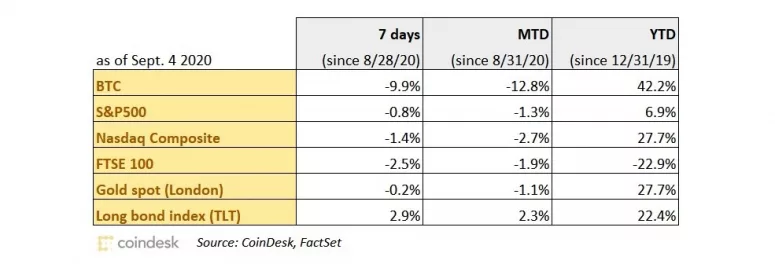 7 days MTD YTD
as of Sept. 4 2020 (since 8/28/20) (since 8/31/20) (since 12/31/19)
BTC -9.9% -12.8% 42.2%
S&P500 -0.8% -1.3% 6.9%
Nasdaq Composite -1.4% -2.7% 27.7%
FTSE 100 -2.5% -1.9% -22.9%
Gold spot (London) -0.2% -1.1% 27.7%
Long bond index (TLT) 2.9% 2.3% 22.4%
coindesk Source: CoinDesk, FactSet